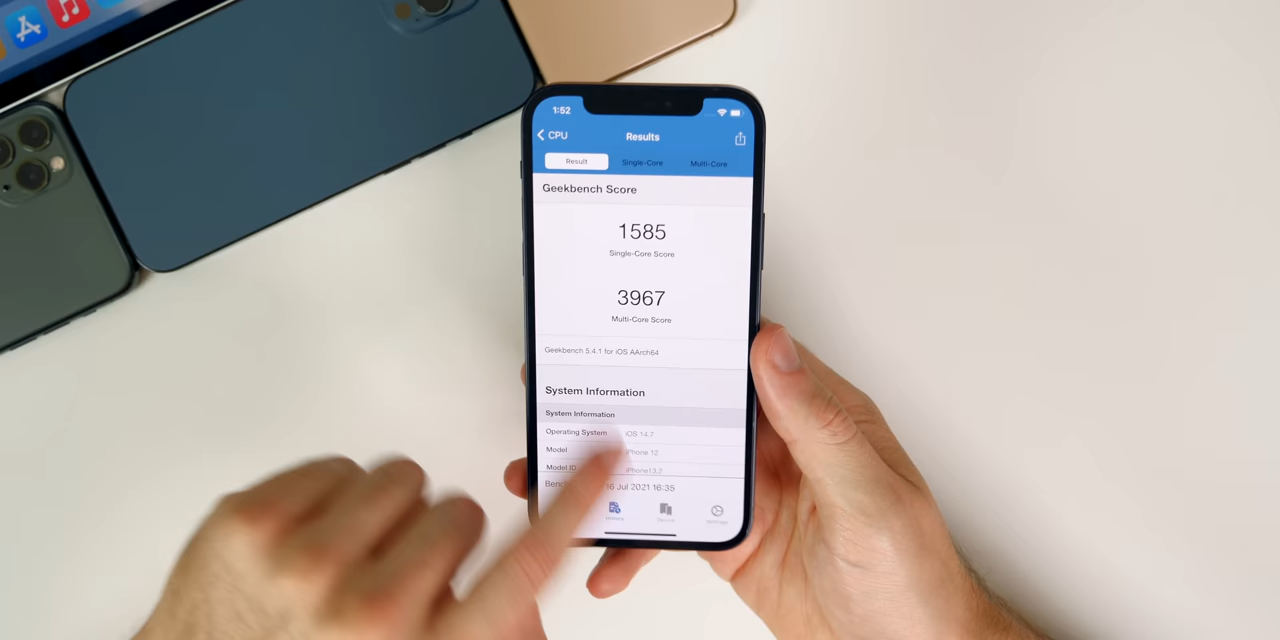 1:52
CPU
Results
Result Single-Core Multi-Core
Geekbench Score
1585
Single-Core Score
3967
Multi-Core Score
Geekbench 5.4.1 for iOS AArch64
System Information
System Information
Operating System iOS 14.7
Model iPhone 12
Model ID iPhone13,2
16 Jul 2021 16:35